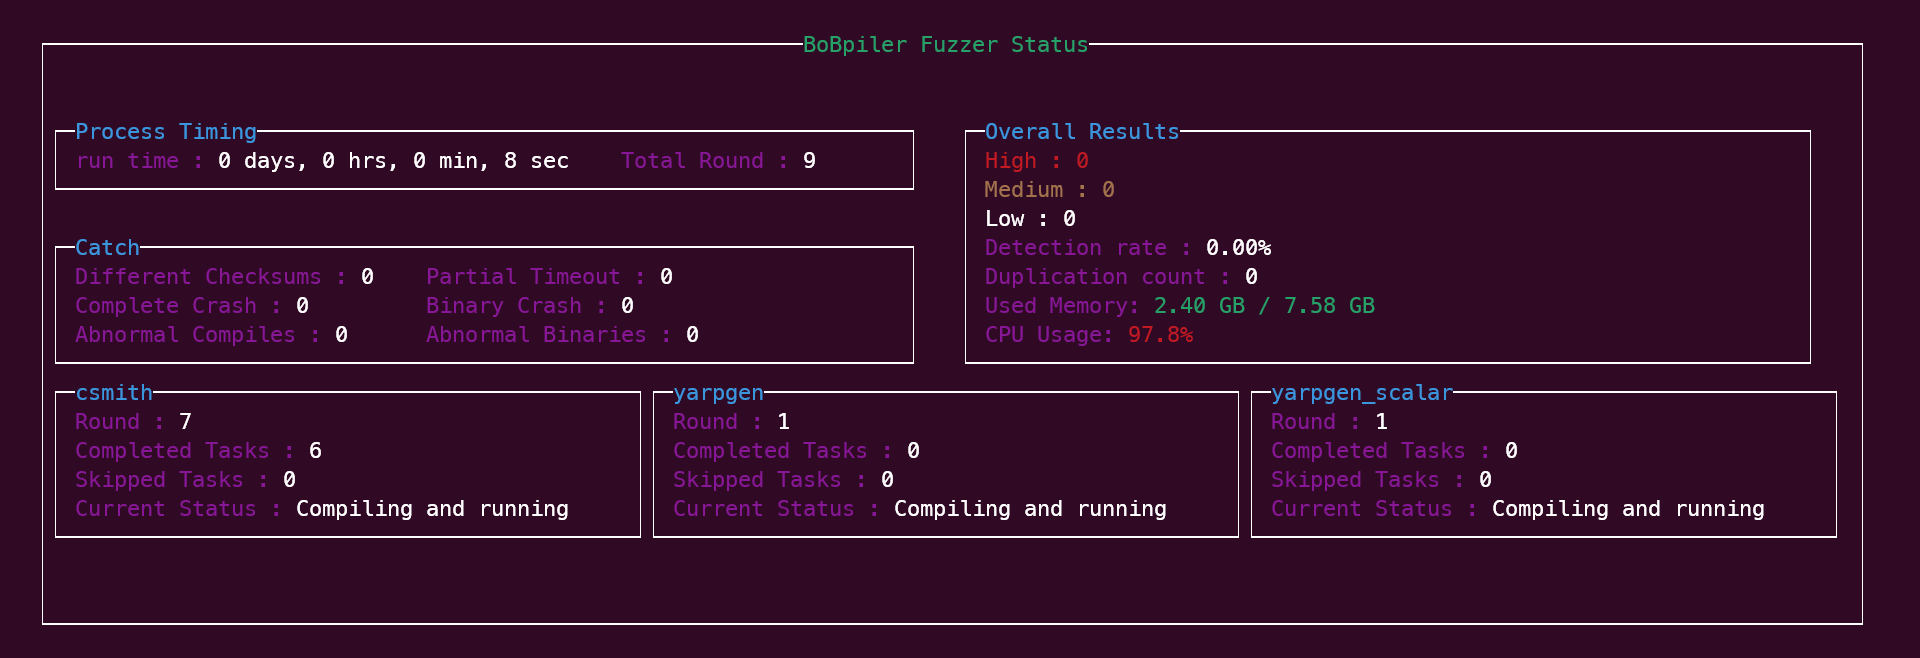 BoBpiler Fuzzer Status
Process Timing
run time : 0 days, 0 hrs, 0 min, 8 sec    Total Round : 9
Catch
Different Checksums : 0    Partial Timeout : 0
Complete Crash : 0         Binary Crash : 0
Abnormal Compiles : 0      Abnormal Binaries : 0
Overall Results
High : 0
Medium : 0
Low : 0
Detection rate : 0.00%
Duplication count : 0
Used Memory: 2.40 GB / 7.58 GB
CPU Usage: 97.8%
csmith
Round : 7
Completed Tasks : 6
Skipped Tasks : 0
Current Status : Compiling and running
yarpgen
Round : 1
Completed Tasks : 0
Skipped Tasks : 0
Current Status : Compiling and running
yarpgen_scalar
Round : 1
Completed Tasks : 0
Skipped Tasks : 0
Current Status : Compiling and running